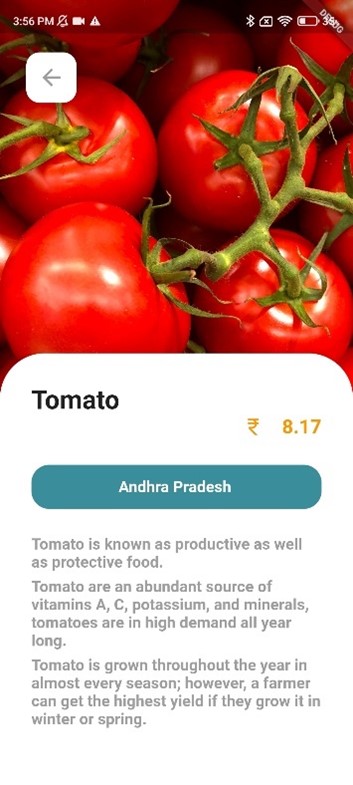 3:56 PM
DEBUG
Tomato
₹ 8.17
Andhra Pradesh
Tomato is known as productive as well
as protective food.
Tomato are an abundant source of
vitamins A, C, potassium, and minerals,
tomatoes are in high demand all year
long.
Tomato is grown throughout the year in
almost every season; however, a farmer
can get the highest yield if they grow it in
winter or spring.